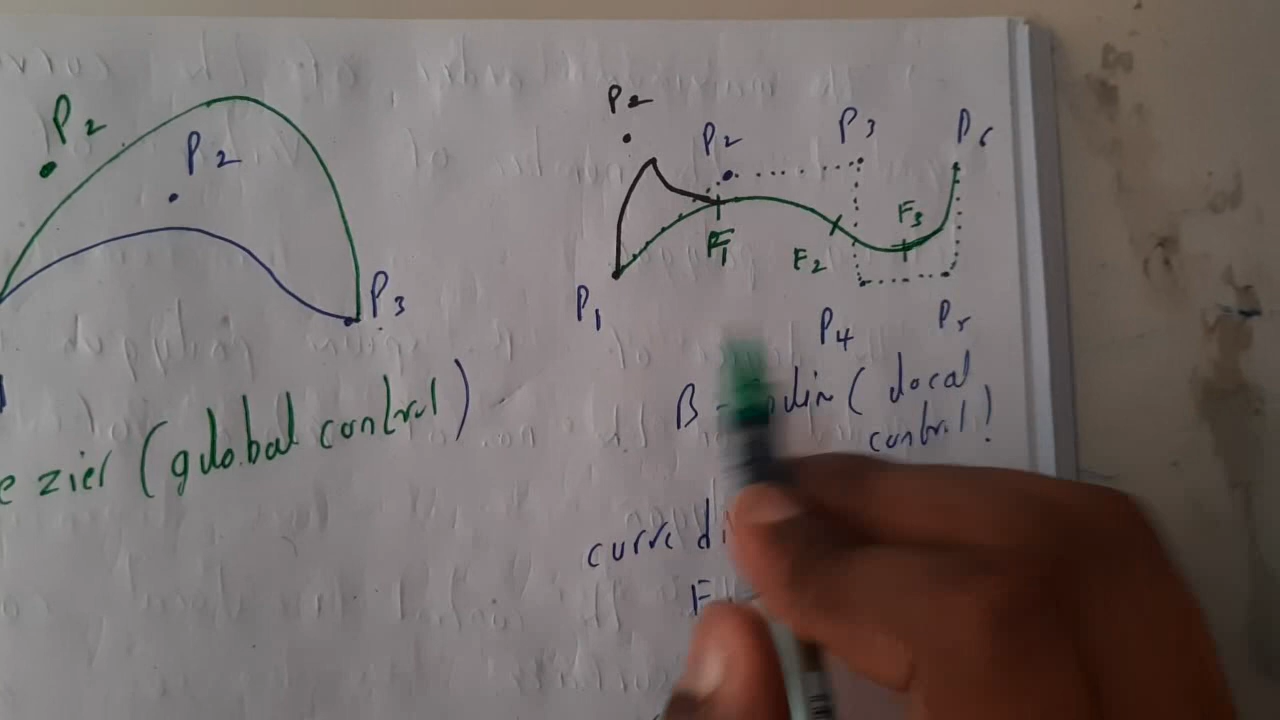 P2
P2
P3
ezier (global control)
P2
P2
P3
P6
F1
F2
F3
P1
P4
P5
B - (local
control)
curve